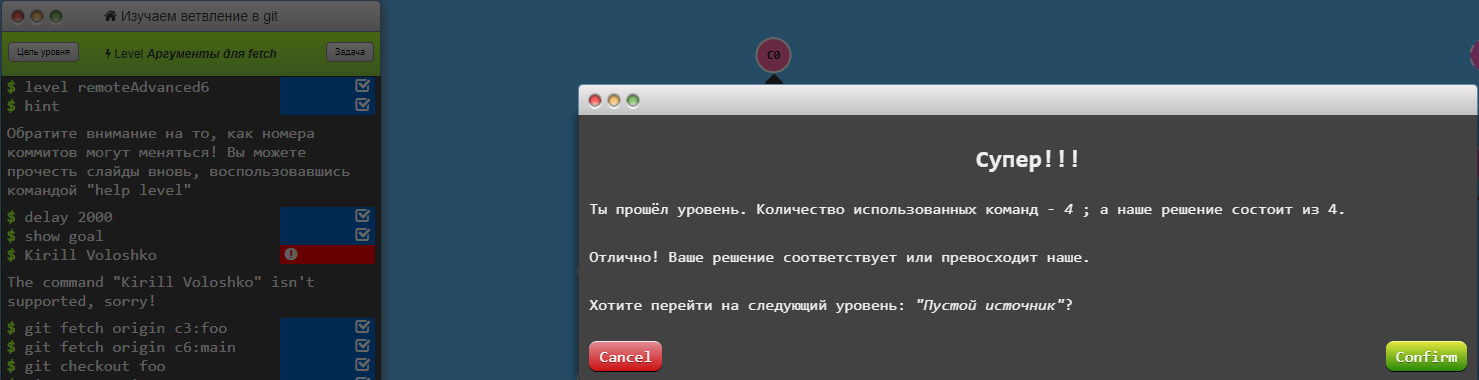 Изучаем ветвление в git
Цель уровня
Level Аргументы для fetch
Задача
$ level remoteAdvanced6
$ hint
Обратите внимание на то, как номера
коммитов могут меняться! Вы можете
прочесть слайды вновь, воспользовавшись
командой "help level"
$ delay 2000
$ show goal
$ Kirill Voloshko
The command "Kirill Voloshko" isn't
supported, sorry!
$ git fetch origin c3:foo
$ git fetch origin c6:main
$ git checkout foo
C0
Супер!!!
Ты прошёл уровень. Количество использованных команд - 4 ; а наше решение состоит из 4.
Отлично! Ваше решение соответствует или превосходит наше.
Хотите перейти на следующий уровень: "Пустой источник"?
Cancel
Confirm